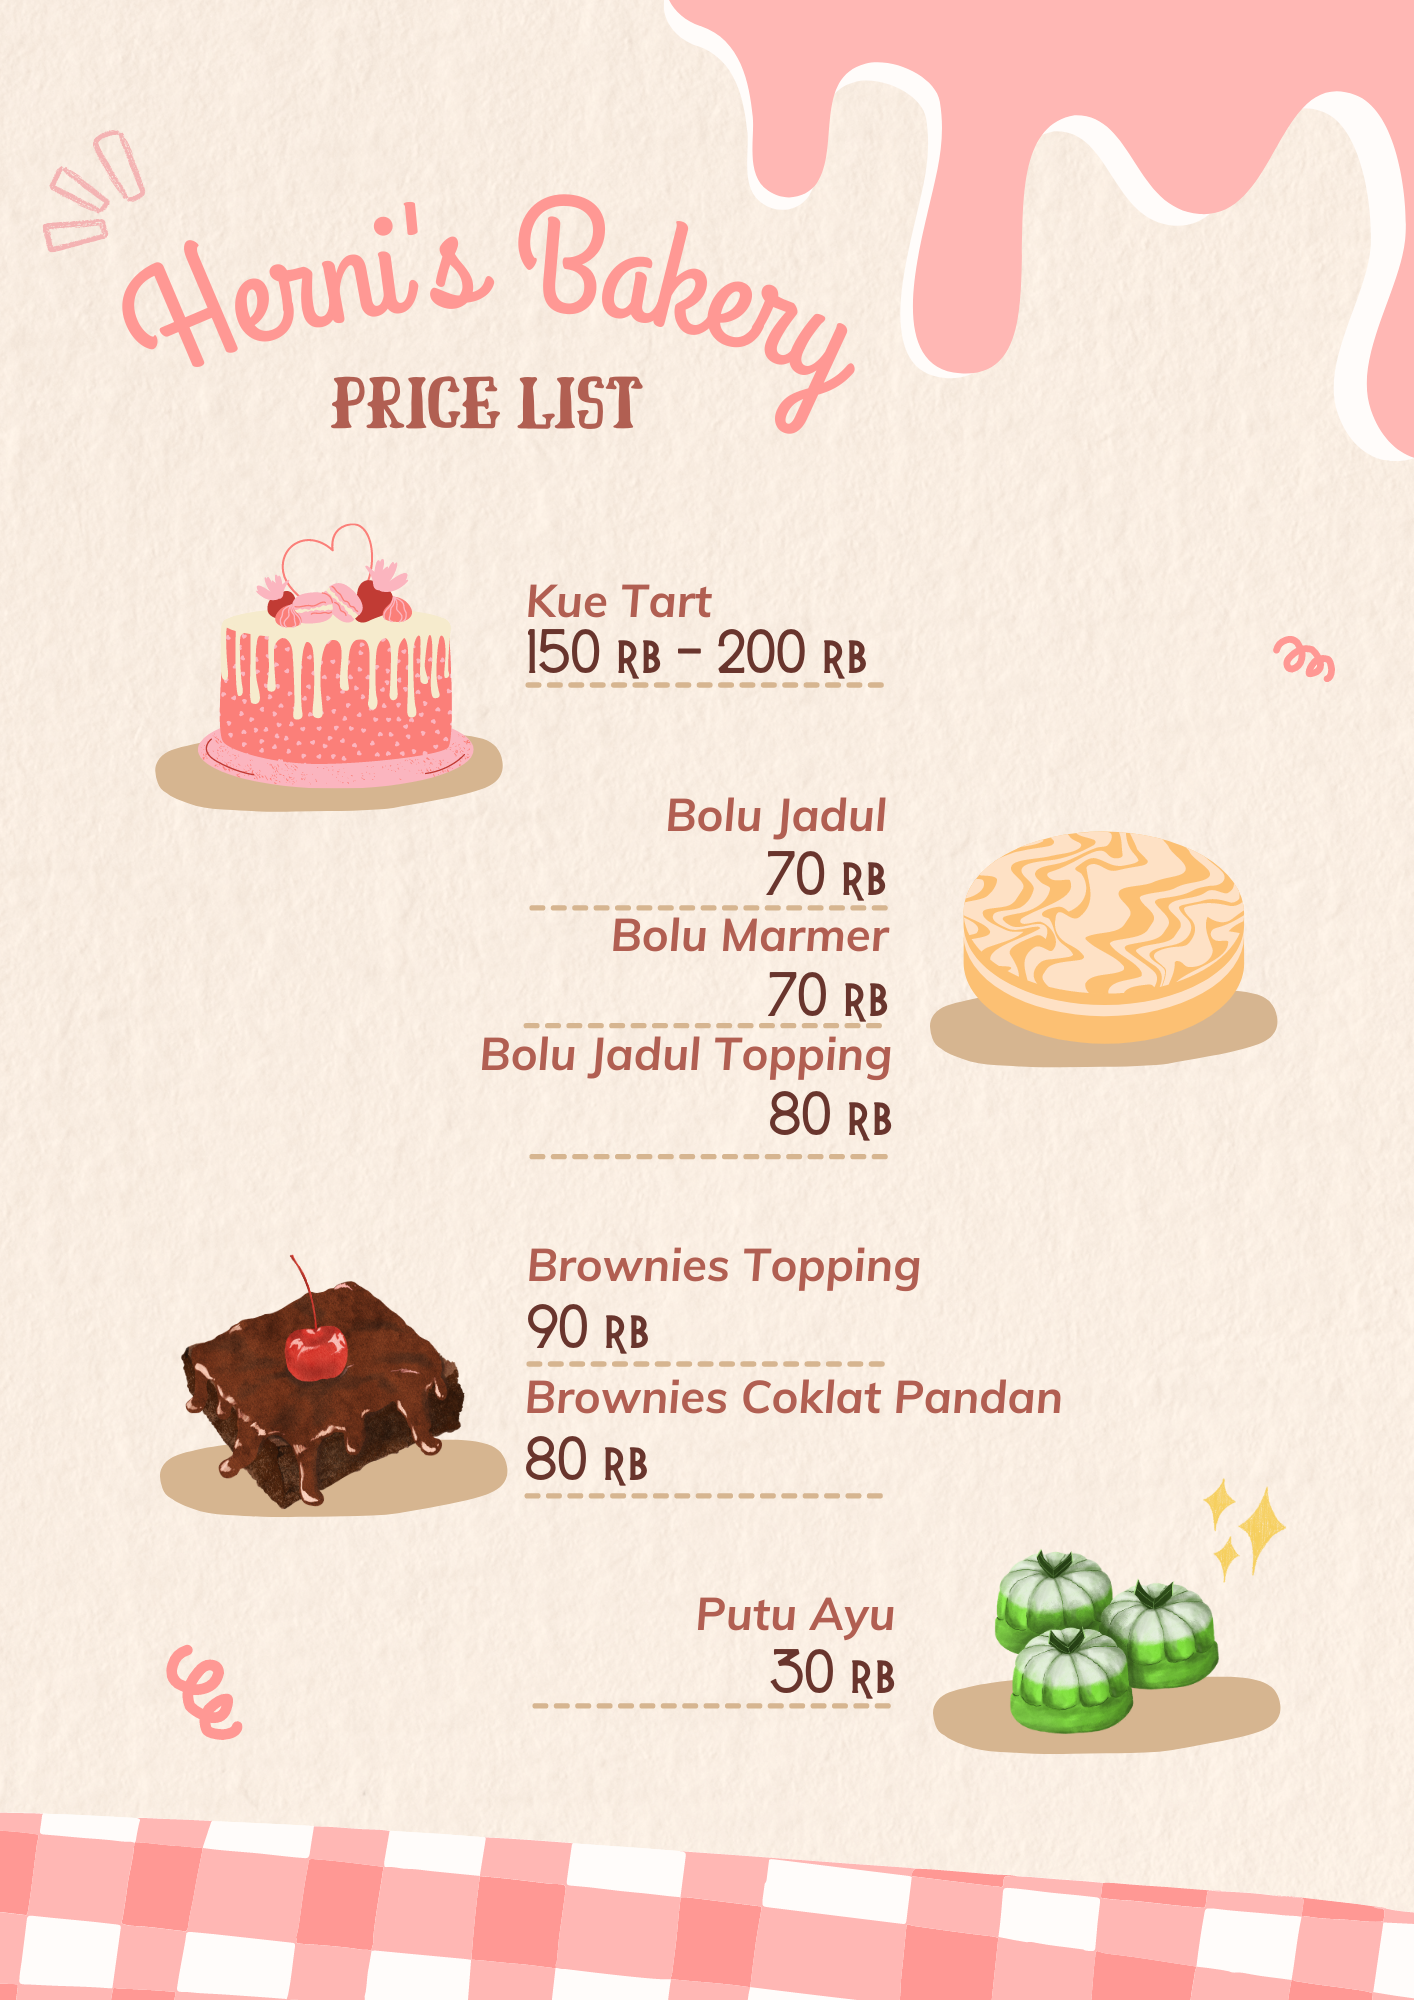 Herni's Bakery
PRICE LIST
Kue Tart
150 RB - 200 RB
Bolu Jadul
70 RB
Bolu Marmer
70 RB
Bolu Jadul Topping
80 RB
Brownies Topping
90 RB
Brownies Coklat Pandan
80 RB
Putu Ayu
30 RB